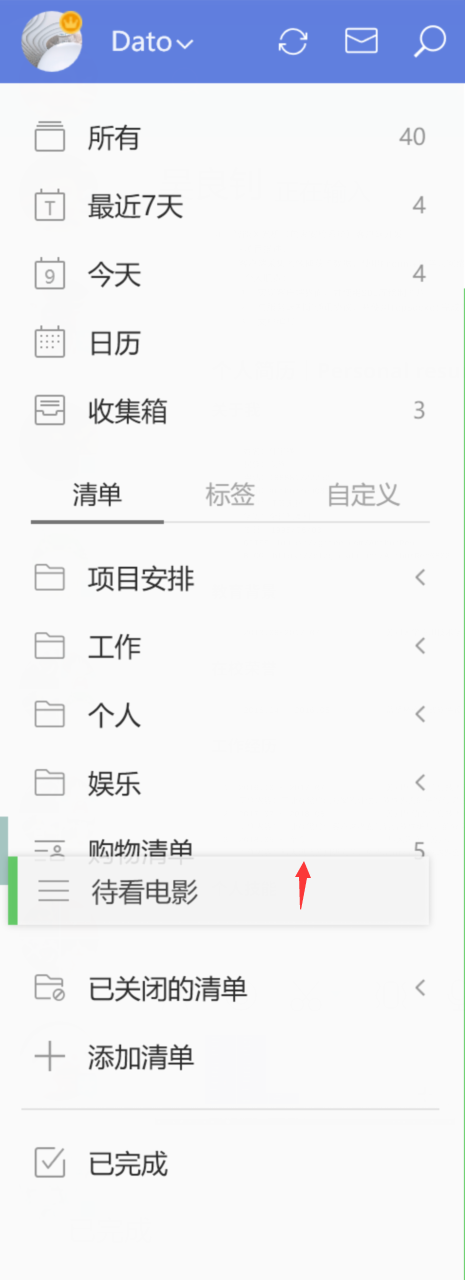 Dato
所有 40
T 最近7天 4
9 今天 4
日历
收集箱 3
清单 标签 自定义
项目安排
工作
个人
娱乐
购物清单 5
待看电影
已关闭的清单
添加清单
已完成